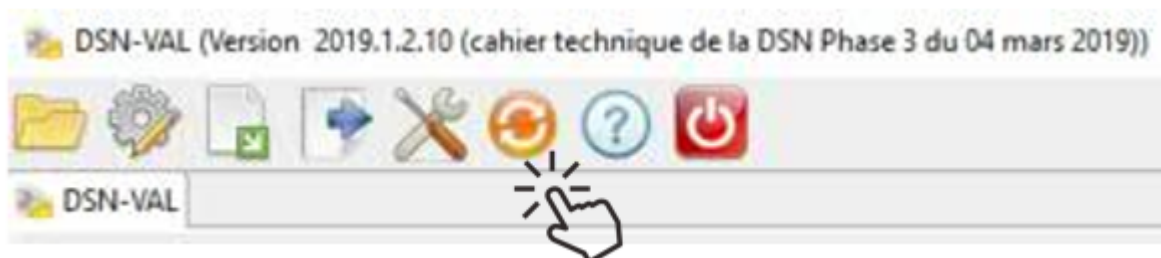 DSN-VAL (Version 2019.1.2.10 (cahier technique de la DSN Phase 3 du 04 mars 2019))
DSN-VAL